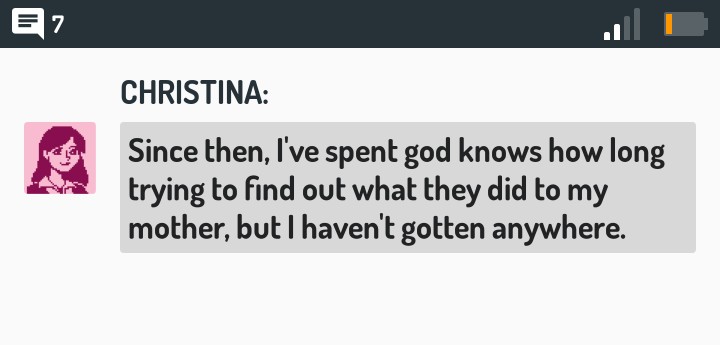 7
CHRISTINA:
Since then, I've spent god knows how long
trying to find out what they did to my
mother, but I haven't gotten anywhere.